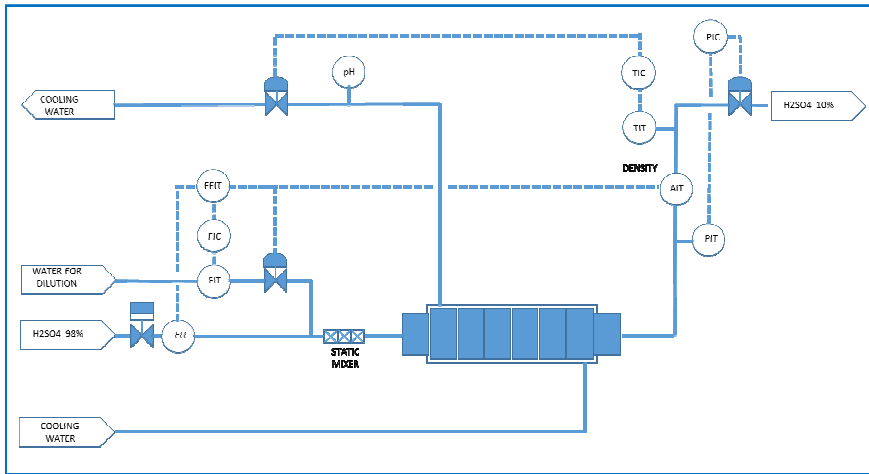 PIC
TIC
pH
COOLING
WATER
H2SO4 10%
TIT
DENSITY
FFIT
AIT
FIC
PIT
WATER FOR
DILUTION
FIT
H2SO4 98%
STATIC
MIXER
COOLING
WATER